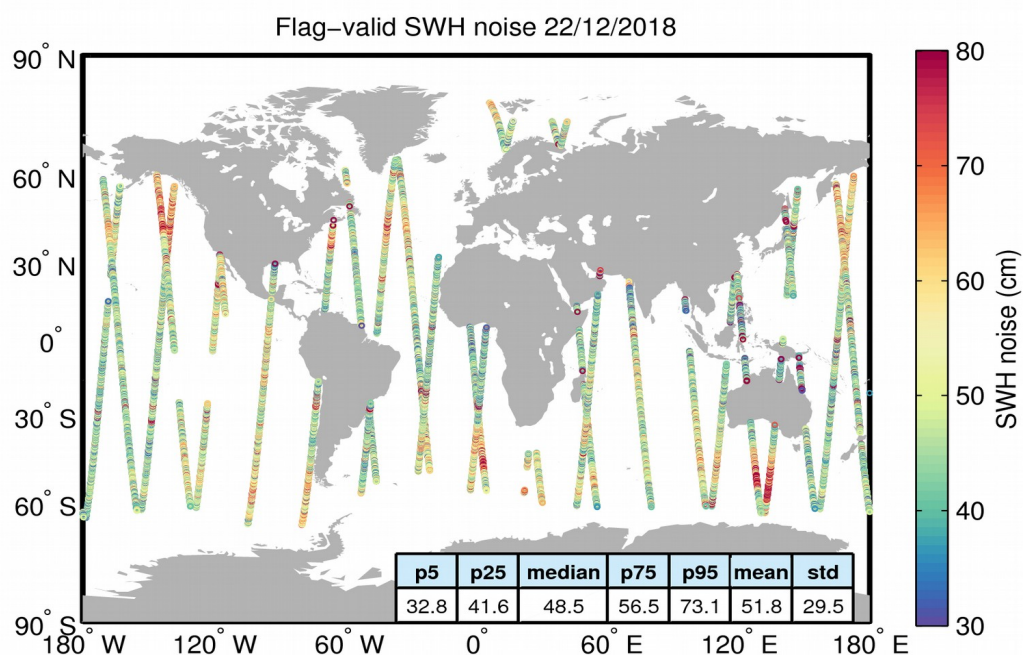 Flag-valid SWH noise 22/12/2018
90° N
60° N
30° N
0°
30° S
60° S
90° S
180° W 120° W 60° W 0° 60° E 120° E 180° E
80
70
60
50
40
30
SWH noise (cm)
p5 p25 median p75 p95 mean std
32.8 41.6 48.5 56.5 73.1 51.8 29.5